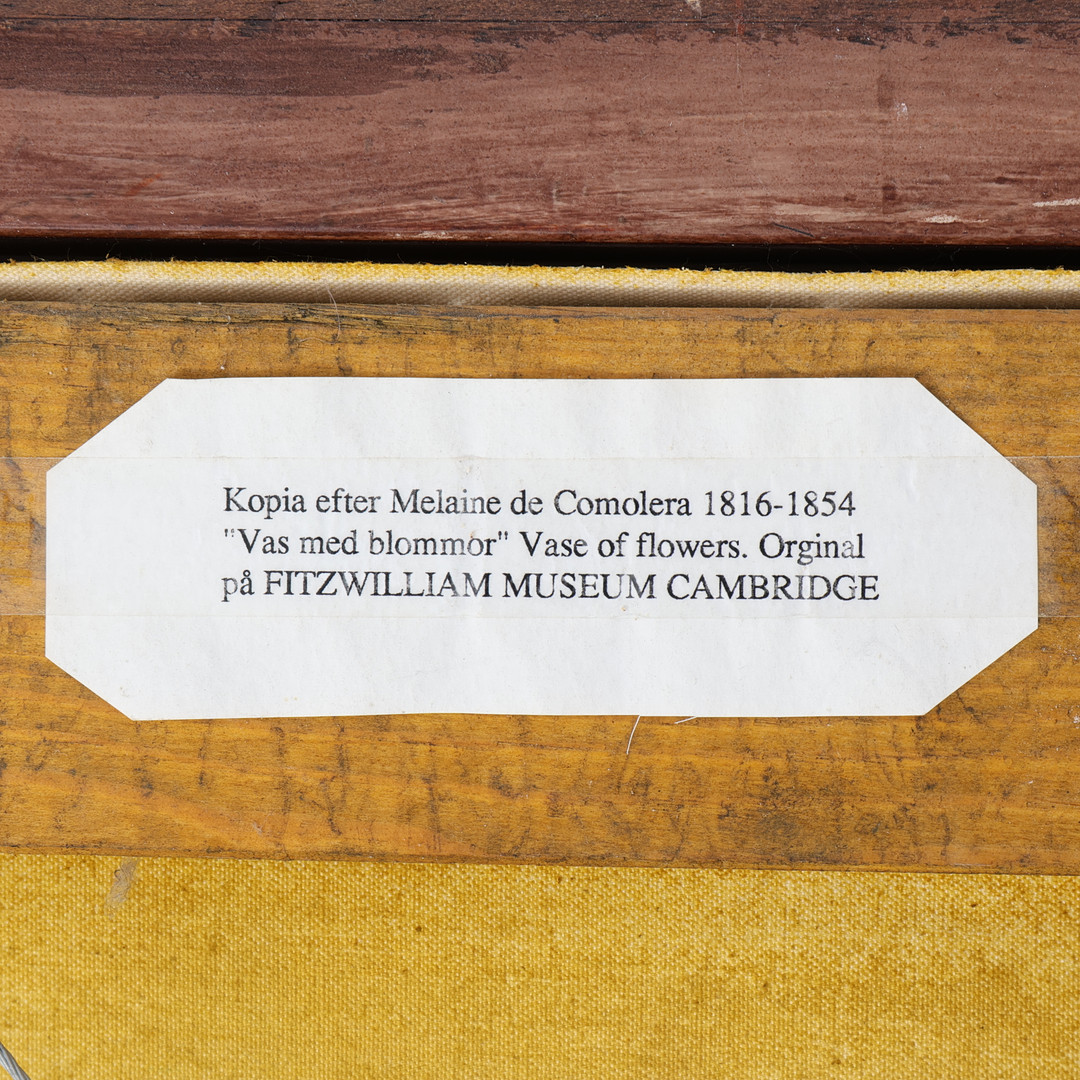 Kopia efter Melaine de Comolera 1816-1854
"Vas med blommor" Vase of flowers. Orginal
på FITZWILLIAM MUSEUM CAMBRIDGE